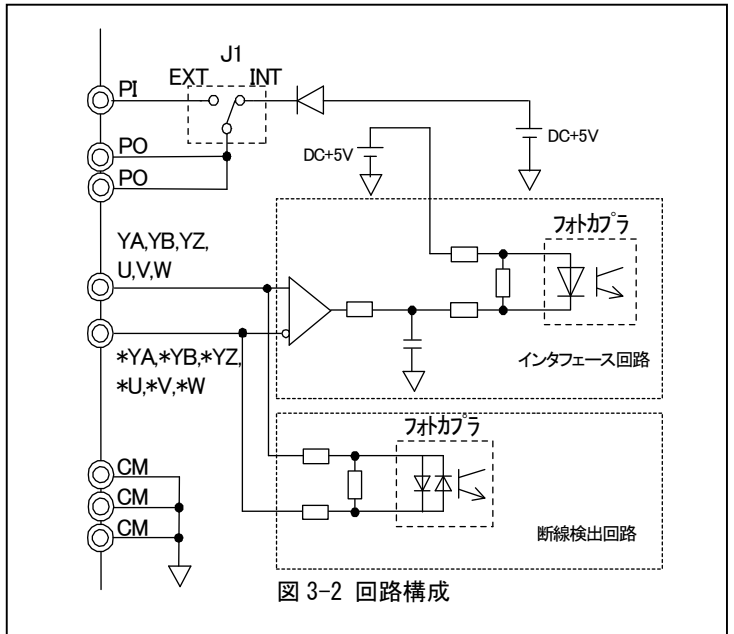 J1
EXT INT
PI
PO
PO
DC+5V
DC+5V
フォトカプラ
YA,YB,YZ,
U,V,W
*YA,*YB,*YZ,
*U,*V,*W
インタフェース回路
フォトカプラ
CM
CM
CM
断線検出回路
図 3-2 回路構成